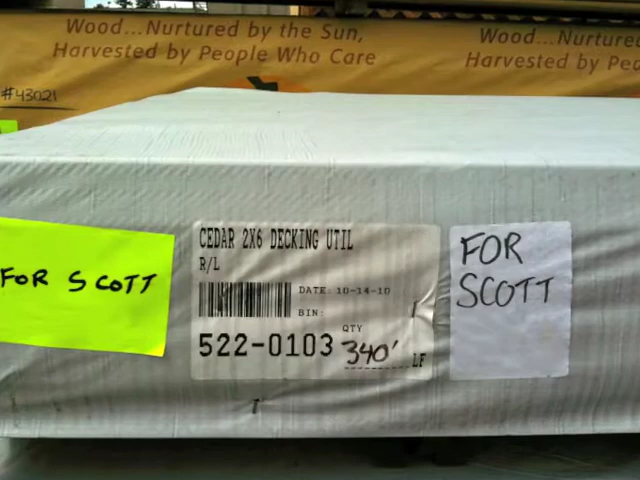 Wood...Nurtured by the Sun,
Harvested by People Who Care
Wood...Nurtured
Harvested by Peo
#43021
FOR SCOTT
CEDAR 2X6 DECKING UTIL
R/L
DATE: 10-14-10
BIN:
QTY
522-0103 340' LF
FOR
SCOTT